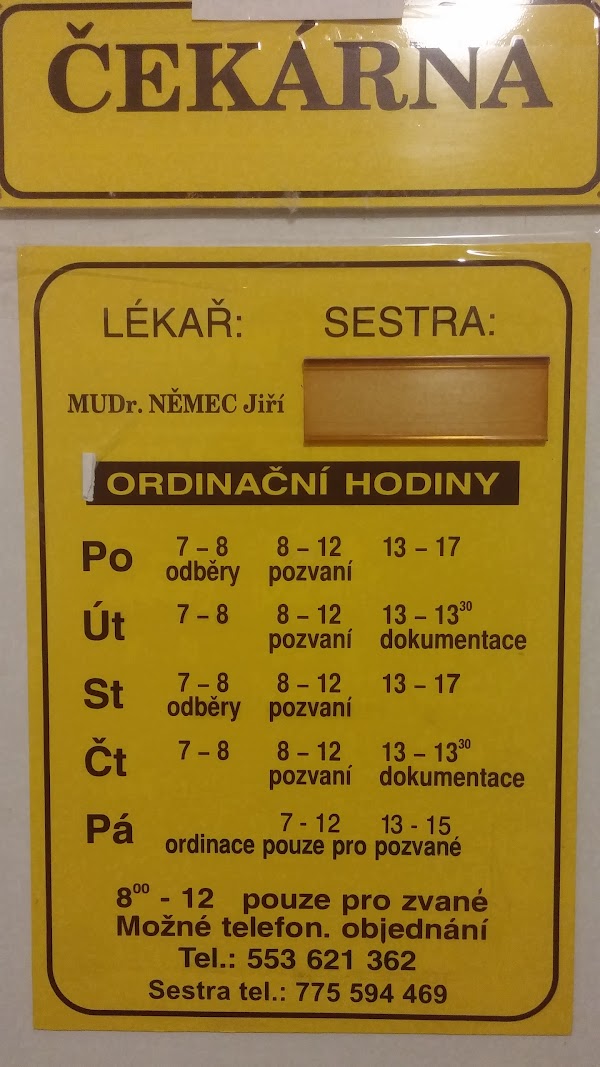 ČEKÁRNA
LÉKAŘ: SESTRA:
MUDr. NĚMEC Jiří
ORDINAČNÍ HODINY
Po 7 – 8 8 – 12 13 – 17
odběry pozvaní
Út 7 – 8 8 – 12 13 – 13³⁰
pozvaní dokumentace
St 7 – 8 8 – 12 13 – 17
odběry pozvaní
Čt 7 – 8 8 – 12 13 – 13³⁰
pozvaní dokumentace
Pá 7 - 12 13 - 15
ordinace pouze pro pozvané
8⁰⁰ - 12 pouze pro zvané
Možné telefon. objednání
Tel.: 553 621 362
Sestra tel.: 775 594 469